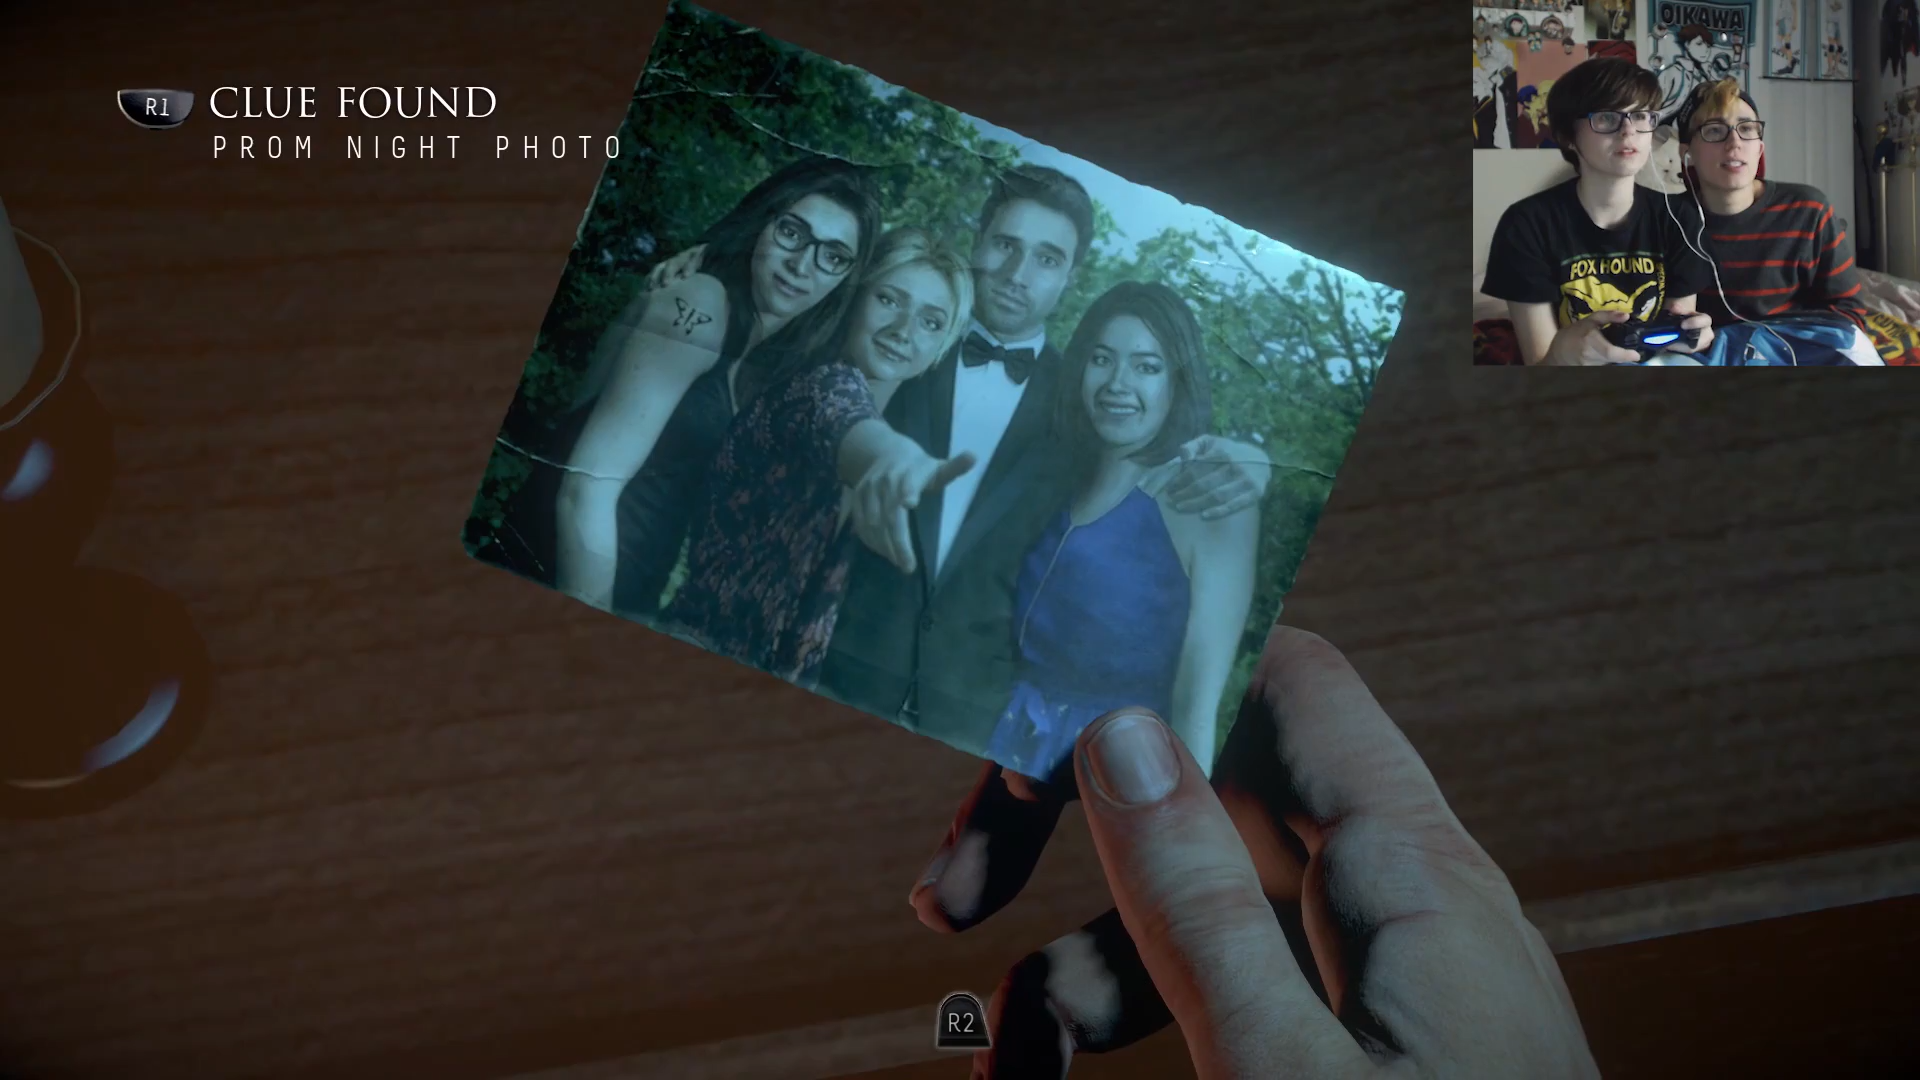 R1 CLUE FOUND
PROM NIGHT PHOTO
OIKAWA
FOX HOUND
R2